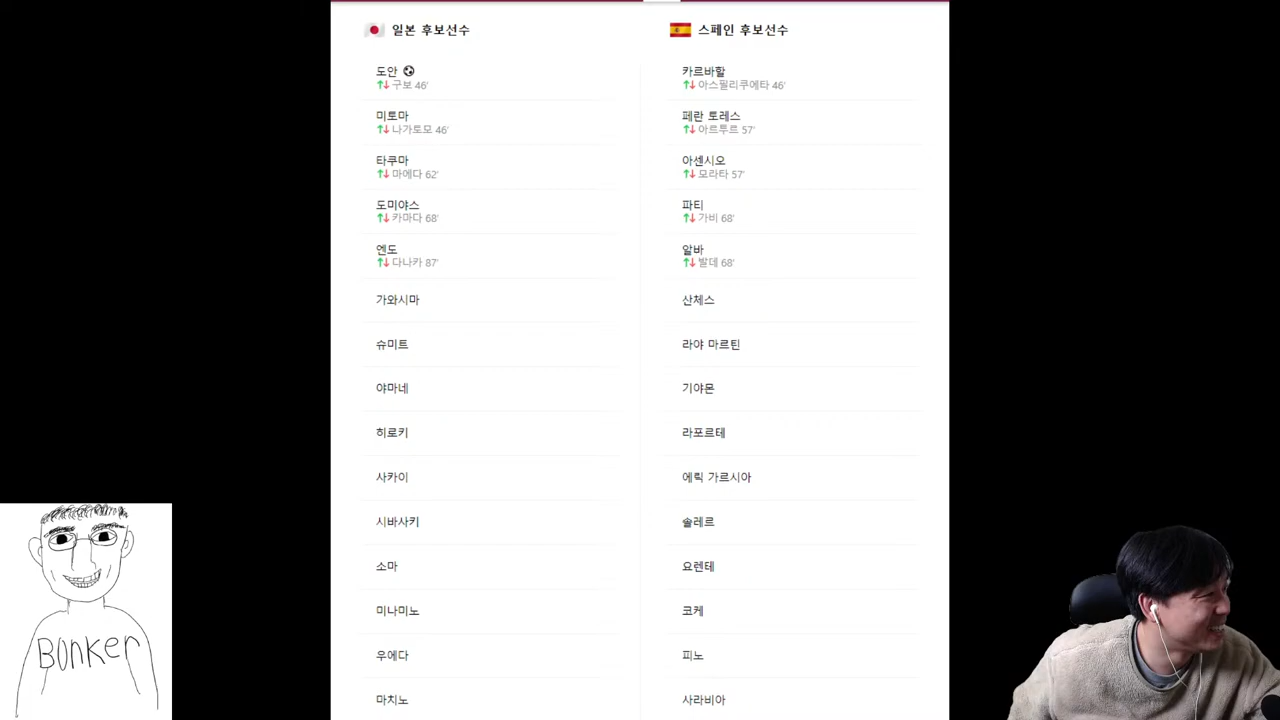 일본 후보선수
도안
구보 46'
미토마
나가토모 46'
타쿠마
마에다 62'
도미야스
카마다 68'
엔도
다나카 87'
가와시마
슈미트
야마네
히로키
사카이
시바사키
소마
미나미노
우에다
마치노
스페인 후보선수
카르바할
아스필리쿠에타 46'
페란 토레스
아르투르 57'
아센시오
모라타 57'
파티
가비 68'
알바
발데 68'
산체스
라야 마르틴
기야몬
라포르테
에릭 가르시아
솔레르
요렌테
코케
피노
사라비아
BONKer